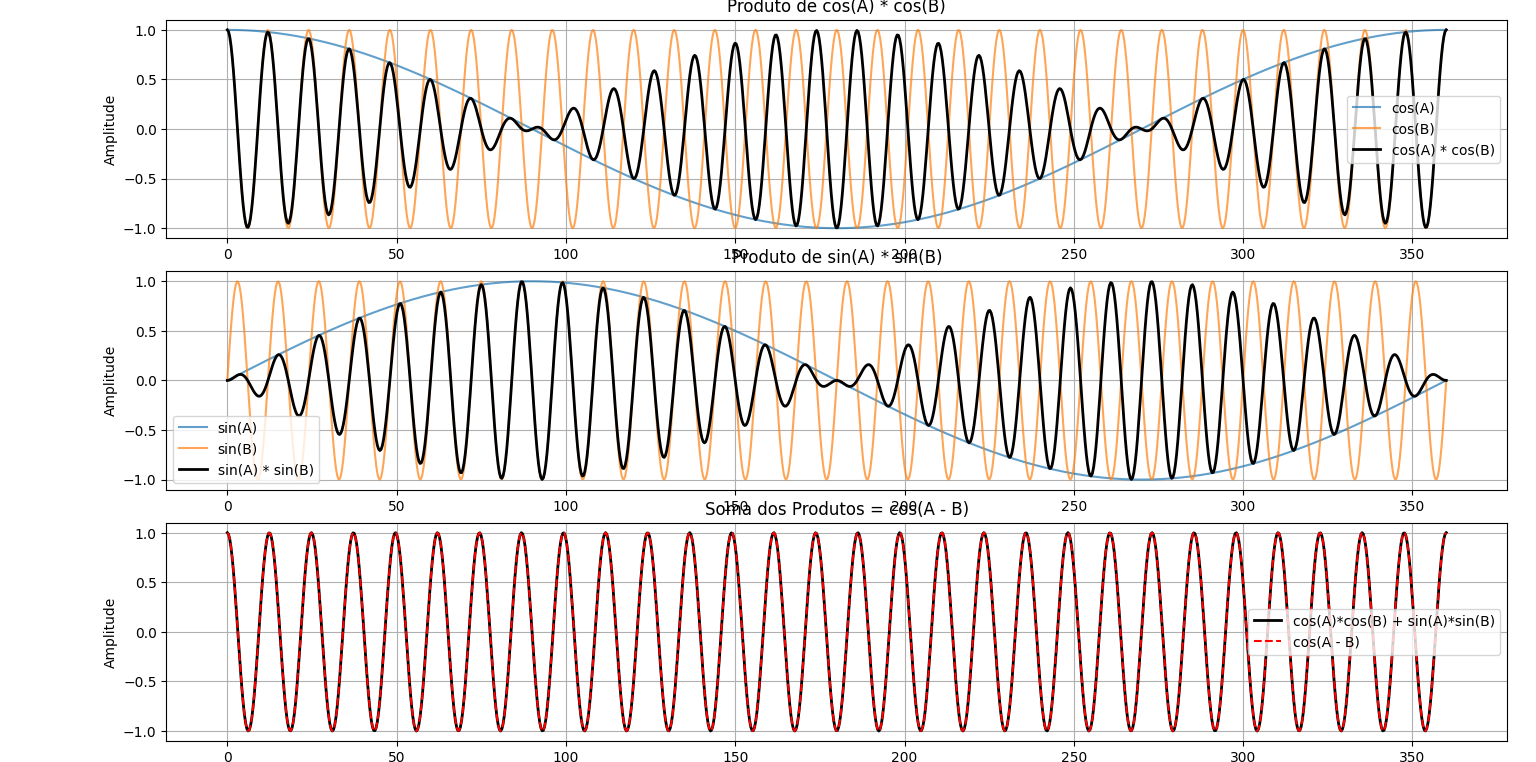 Produto de cos(A) * cos(B)
1.0
0.5
0.0
−0.5
−1.0
Amplitude
cos(A)
cos(B)
cos(A) * cos(B)
0 50 100 150 200 250 300 350
Produto de sin(A) * sin(B)
1.0
0.5
0.0
−0.5
−1.0
Amplitude
sin(A)
sin(B)
sin(A) * sin(B)
0 50 100 150 200 250 300 350
Soma dos Produtos = cos(A - B)
1.0
0.5
0.0
−0.5
−1.0
Amplitude
cos(A)*cos(B) + sin(A)*sin(B)
cos(A - B)
0 50 100 150 200 250 300 350